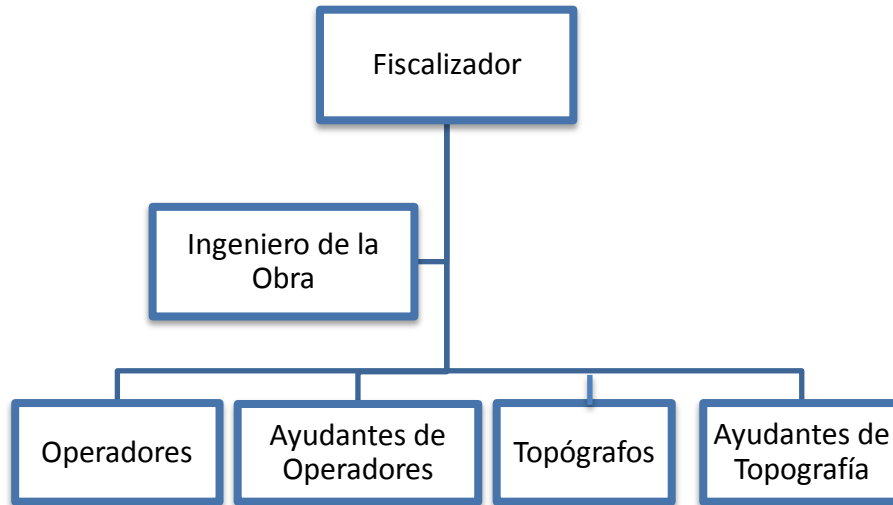 Fiscalizador
Ingeniero de la
Obra
Operadores
Ayudantes de
Operadores
Topógrafos
Ayudantes de
Topografía